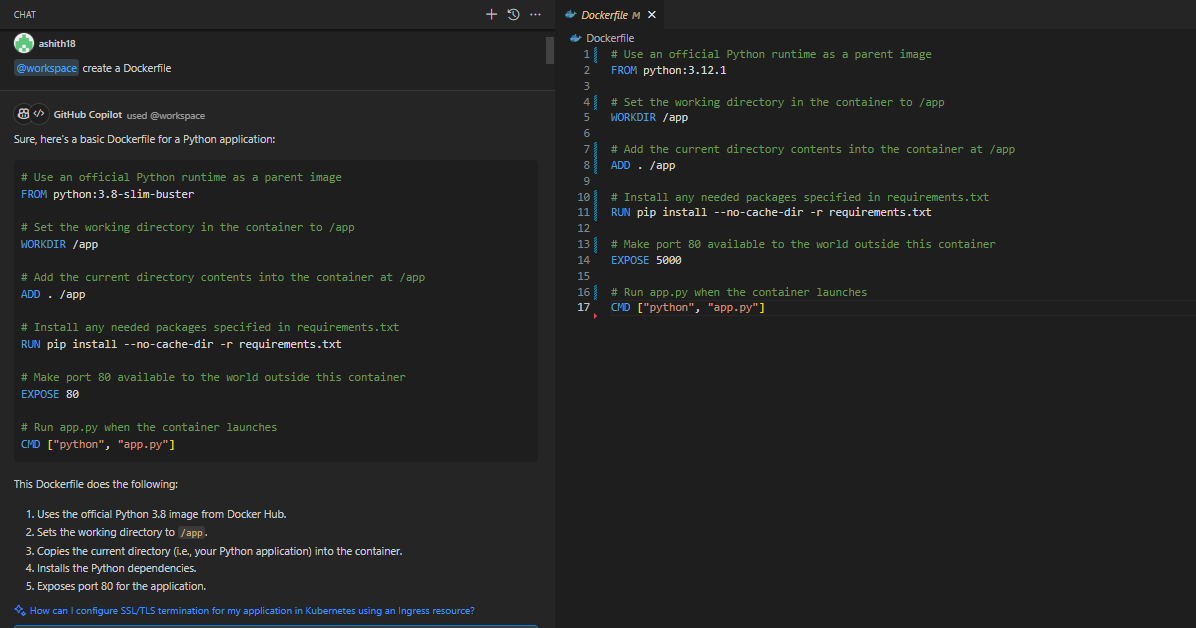 CHAT
ashith18
@workspace create a Dockerfile
GitHub Copilot used @workspace
Sure, here's a basic Dockerfile for a Python application:
# Use an official Python runtime as a parent image
FROM python:3.8-slim-buster
# Set the working directory in the container to /app
WORKDIR /app
# Add the current directory contents into the container at /app
ADD . /app
# Install any needed packages specified in requirements.txt
RUN pip install --no-cache-dir -r requirements.txt
# Make port 80 available to the world outside this container
EXPOSE 80
# Run app.py when the container launches
CMD ["python", "app.py"]
This Dockerfile does the following:
1. Uses the official Python 3.8 image from Docker Hub.
2. Sets the working directory to /app.
3. Copies the current directory (i.e., your Python application) into the container.
4. Installs the Python dependencies.
5. Exposes port 80 for the application.
How can I configure SSL/TLS termination for my application in Kubernetes using an Ingress resource?
Dockerfile M
Dockerfile
1 # Use an official Python runtime as a parent image
2 FROM python:3.12.1
3
4 # Set the working directory in the container to /app
5 WORKDIR /app
6
7 # Add the current directory contents into the container at /app
8 ADD . /app
9
10 # Install any needed packages specified in requirements.txt
11 RUN pip install --no-cache-dir -r requirements.txt
12
13 # Make port 80 available to the world outside this container
14 EXPOSE 5000
15
16 # Run app.py when the container launches
17 CMD ["python", "app.py"]